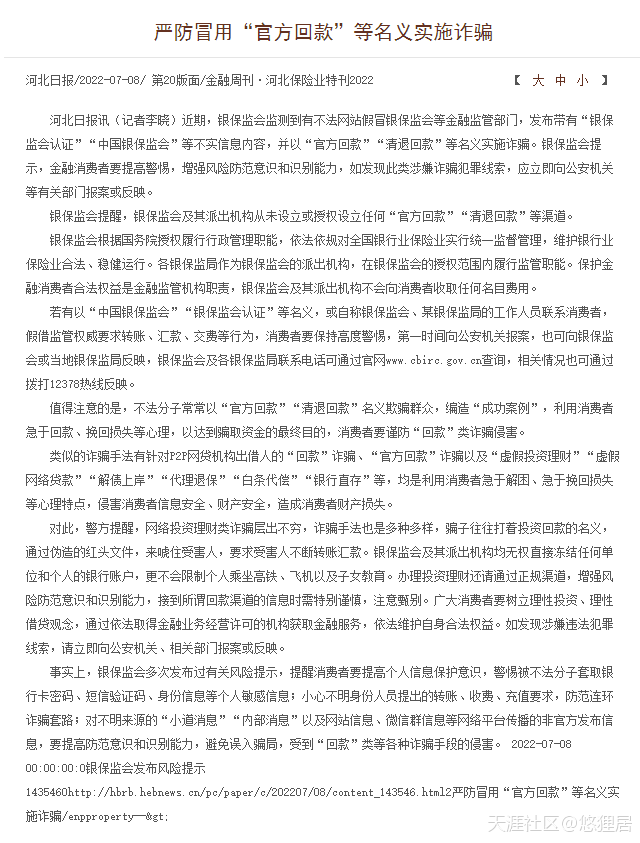 严防冒用“官方回款”等名义实施诈骗
河北日报/2022-07-08/ 第20版面/金融周刊·河北保险业特刊2022 【 大 中 小 】
河北日报讯（记者李晓）近期，银保监会监测到有不法网站假冒银保监会等金融监管部门，发布带有“银保
监会认证”“中国银保监会”等不实信息内容，并以“官方回款”“清退回款”等名义实施诈骗。银保监会提
示，金融消费者要提高警惕，增强风险防范意识和识别能力，如发现此类涉嫌诈骗犯罪线索，应立即向公安机关
等有关部门报案或反映。
银保监会提醒，银保监会及其派出机构从未设立或授权设立任何“官方回款”“清退回款”等渠道。
银保监会根据国务院授权履行行政管理职能，依法依规对全国银行业保险业实行统一监督管理，维护银行业
保险业合法、稳健运行。各银保监局作为银保监会的派出机构，在银保监会的授权范围内履行监管职能。保护金
融消费者合法权益是金融监管机构职责，银保监会及其派出机构不会向消费者收取任何名目费用。
若有以“中国银保监会”“银保监会认证”等名义，或自称银保监会、某银保监局的工作人员联系消费者，
假借监管权威要求转账、汇款、交费等行为，消费者要保持高度警惕，第一时间向公安机关报案，也可向银保监
会或当地银保监局反映，银保监会及各银保监局联系电话可通过官网www.cbirc.gov.cn查询，相关情况也可通过
拨打12378热线反映。
值得注意的是，不法分子常常以“官方回款”“清退回款”名义欺骗群众，编造“成功案例”，利用消费者
急于回款、挽回损失等心理，以达到骗取资金的最终目的，消费者要谨防“回款”类诈骗侵害。
类似的诈骗手法有针对P2P网贷机构出借人的“回款”诈骗、“官方回款”诈骗以及“虚假投资理财”“虚假
网络贷款”“解债上岸”“代理退保”“白条代偿”“银行直存”等，均是利用消费者急于解困、急于挽回损失
等心理特点，侵害消费者信息安全、财产安全，造成消费者财产损失。
对此，警方提醒，网络投资理财类诈骗层出不穷，诈骗手法也是多种多样，骗子往往打着投资回款的名义，
通过伪造的红头文件，来唬住受害人，要求受害人不断转账汇款。银保监会及其派出机构均无权直接冻结任何单
位和个人的银行账户，更不会限制个人乘坐高铁、飞机以及子女教育。办理投资理财还请通过正规渠道，增强风
险防范意识和识别能力，接到所谓回款渠道的信息时需特别谨慎，注意甄别。广大消费者要树立理性投资、理性
借贷观念，通过依法取得金融业务经营许可的机构获取金融服务，依法维护自身合法权益。如发现涉嫌违法犯罪
线索，请立即向公安机关、相关部门报案或反映。
事实上，银保监会多次发布过有关风险提示，提醒消费者要提高个人信息保护意识，警惕被不法分子套取银
行卡密码、短信验证码、身份信息等个人敏感信息；小心不明身份人员提出的转账、收费、充值要求，防范连环
诈骗套路；对不明来源的“小道消息”“内部消息”以及网站信息、微信群信息等网络平台传播的非官方发布信
息，要提高防范意识和识别能力，避免误入骗局，受到“回款”类等各种诈骗手段的侵害。 2022-07-08
00:00:00:0银保监会发布风险提示
1435460http://hbrb.hebnews.cn/pc/paper/c/202207/08/content_143546.html2严防冒用“官方回款”等名义实
施诈骗/enpproperty--&gt;
天涯社区@悠狸居